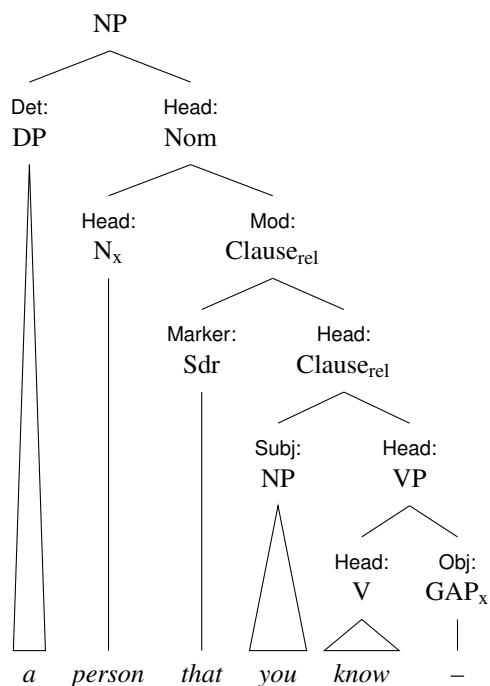 NP
Det: Head:
DP Nom
Head: Mod:
Nx Clauserel
Marker: Head:
Sdr Clauserel
Subj: Head:
NP VP
Head: Obj:
V GAPx
a person that you know –